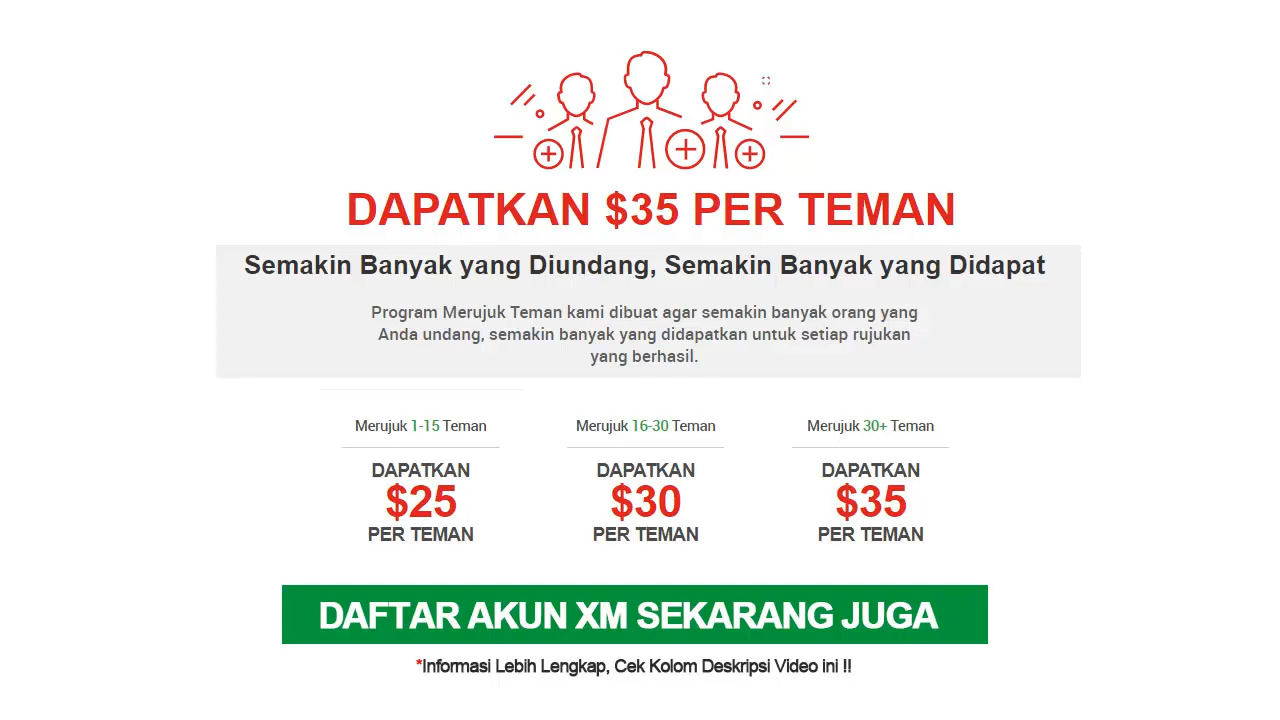 DAPATKAN $35 PER TEMAN
Semakin Banyak yang Diundang, Semakin Banyak yang Didapat
Program Merujuk Teman kami dibuat agar semakin banyak orang yang
Anda undang, semakin banyak yang didapatkan untuk setiap rujukan
yang berhasil.
Merujuk 1-15 Teman
DAPATKAN
$25
PER TEMAN
Merujuk 16-30 Teman
DAPATKAN
$30
PER TEMAN
Merujuk 30+ Teman
DAPATKAN
$35
PER TEMAN
DAFTAR AKUN XM SEKARANG JUGA
*Informasi Lebih Lengkap, Cek Kolom Deskripsi Video ini !!